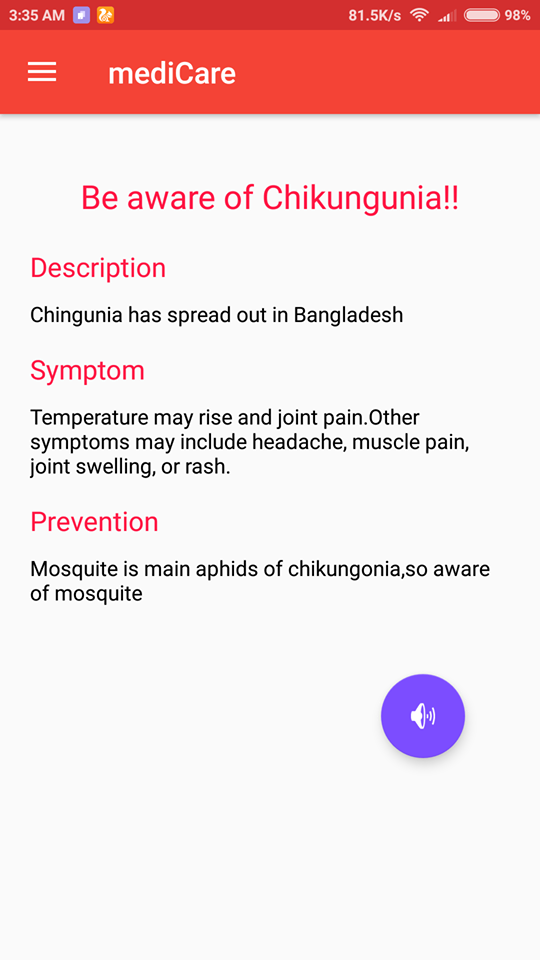 3:35 AM 81.5K/s 98%
mediCare
Be aware of Chikungunia!!
Description
Chingunia has spread out in Bangladesh
Symptom
Temperature may rise and joint pain.Other
symptoms may include headache, muscle pain,
joint swelling, or rash.
Prevention
Mosquite is main aphids of chikungonia,so aware
of mosquite